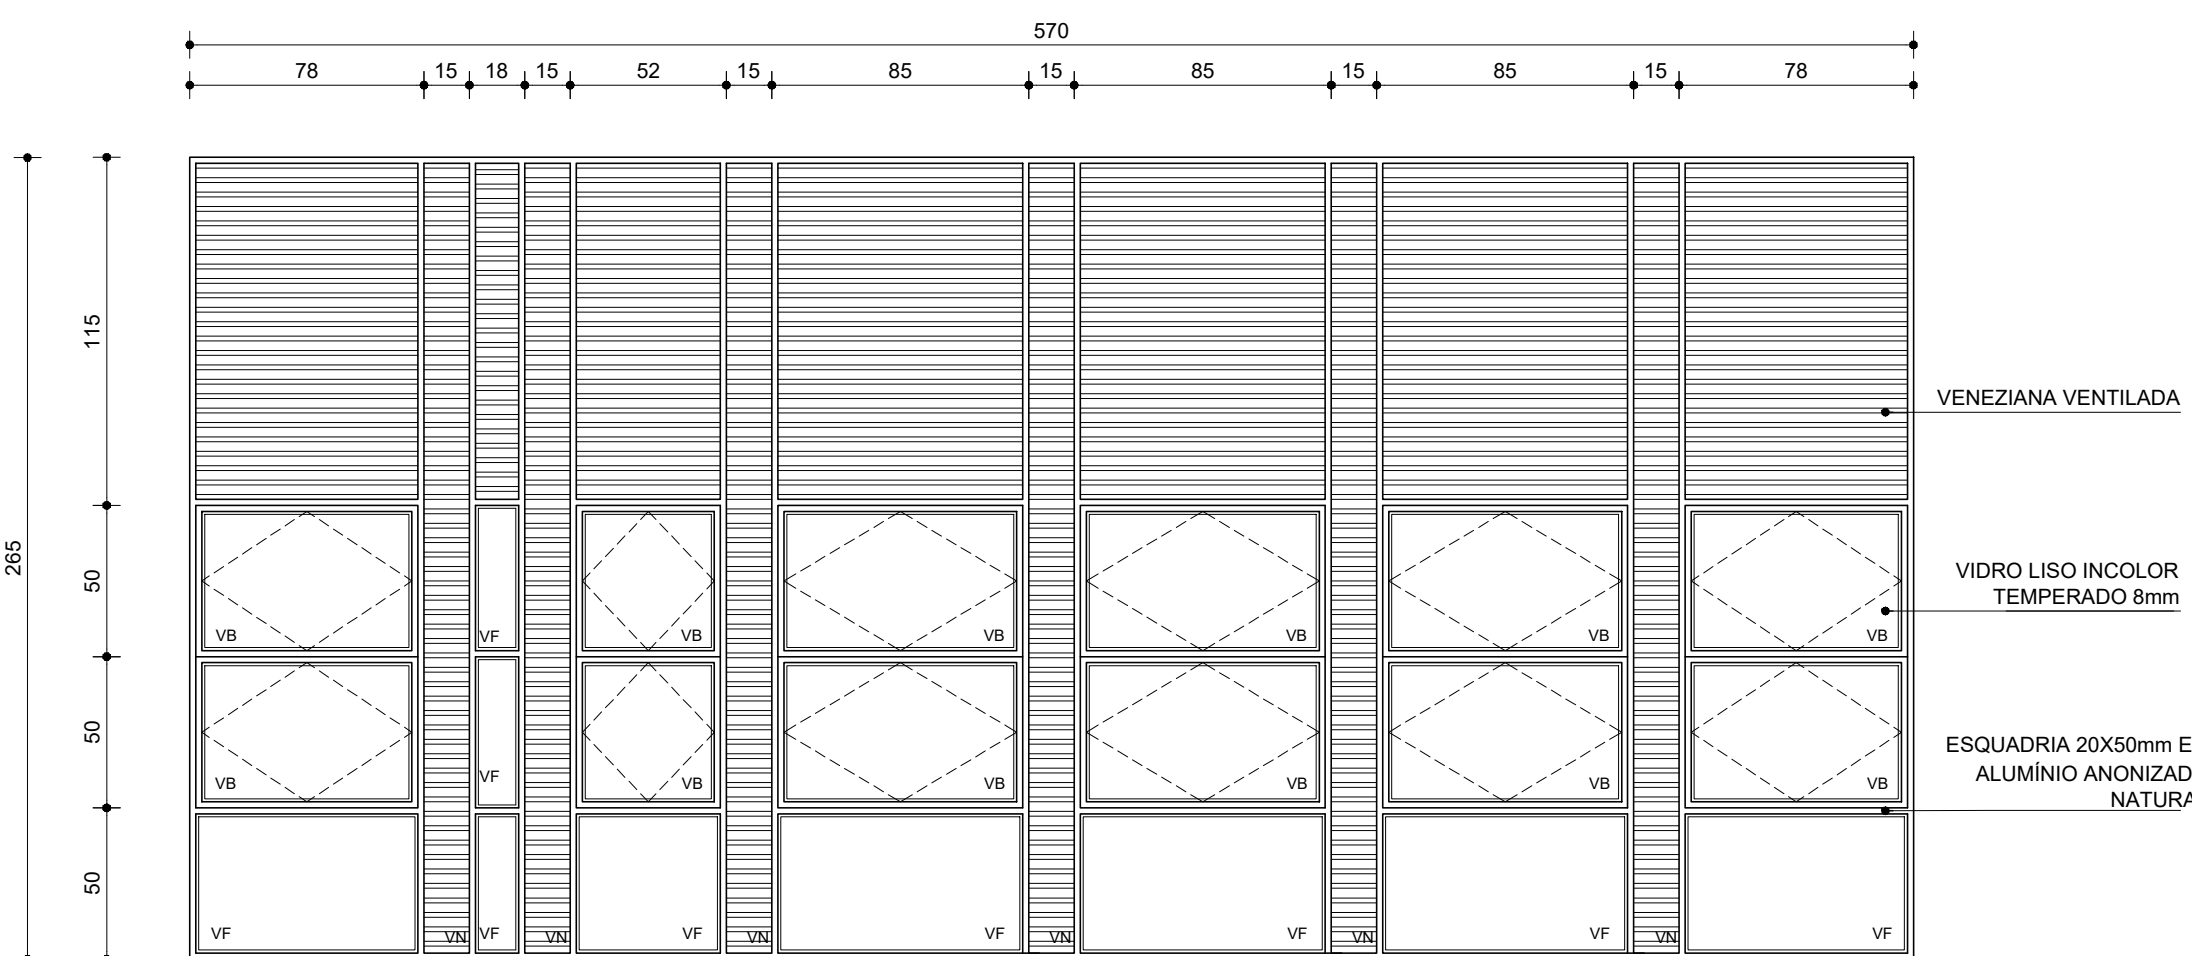 570
78 15 18 15 52 15 85 15 85 15 85 15 78
115
265
50
50
50
VENEZIANA VENTILADA
VIDRO LISO INCOLOR
TEMPERADO 8mm
ESQUADRIA 20X50mm E
ALUMÍNIO ANONIZAD
NATURA
VB VF VB VB VB VB VB
VB VF VB VB VB VB VB
VF VN VF VN VF VN VF VN VF VN VF VN VF